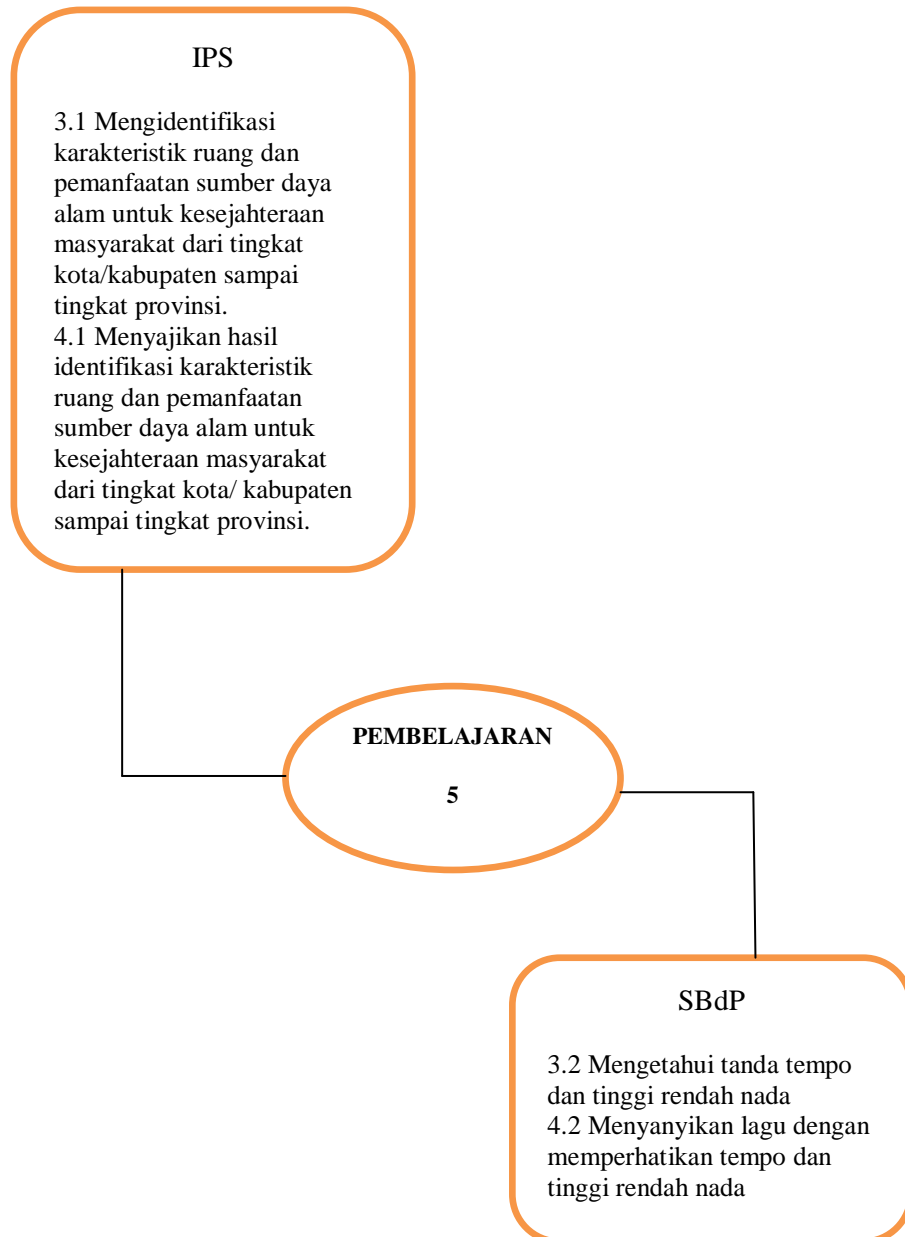 IPS
3.1 Mengidentifikasi
karakteristik ruang dan
pemanfaatan sumber daya
alam untuk kesejahteraan
masyarakat dari tingkat
kota/kabupaten sampai
tingkat provinsi.
4.1 Menyajikan hasil
identifikasi karakteristik
ruang dan pemanfaatan
sumber daya alam untuk
kesejahteraan masyarakat
dari tingkat kota/ kabupaten
sampai tingkat provinsi.
PEMBELAJARAN
5
SBdP
3.2 Mengetahui tanda tempo
dan tinggi rendah nada
4.2 Menyanyikan lagu dengan
memperhatikan tempo dan
tinggi rendah nada